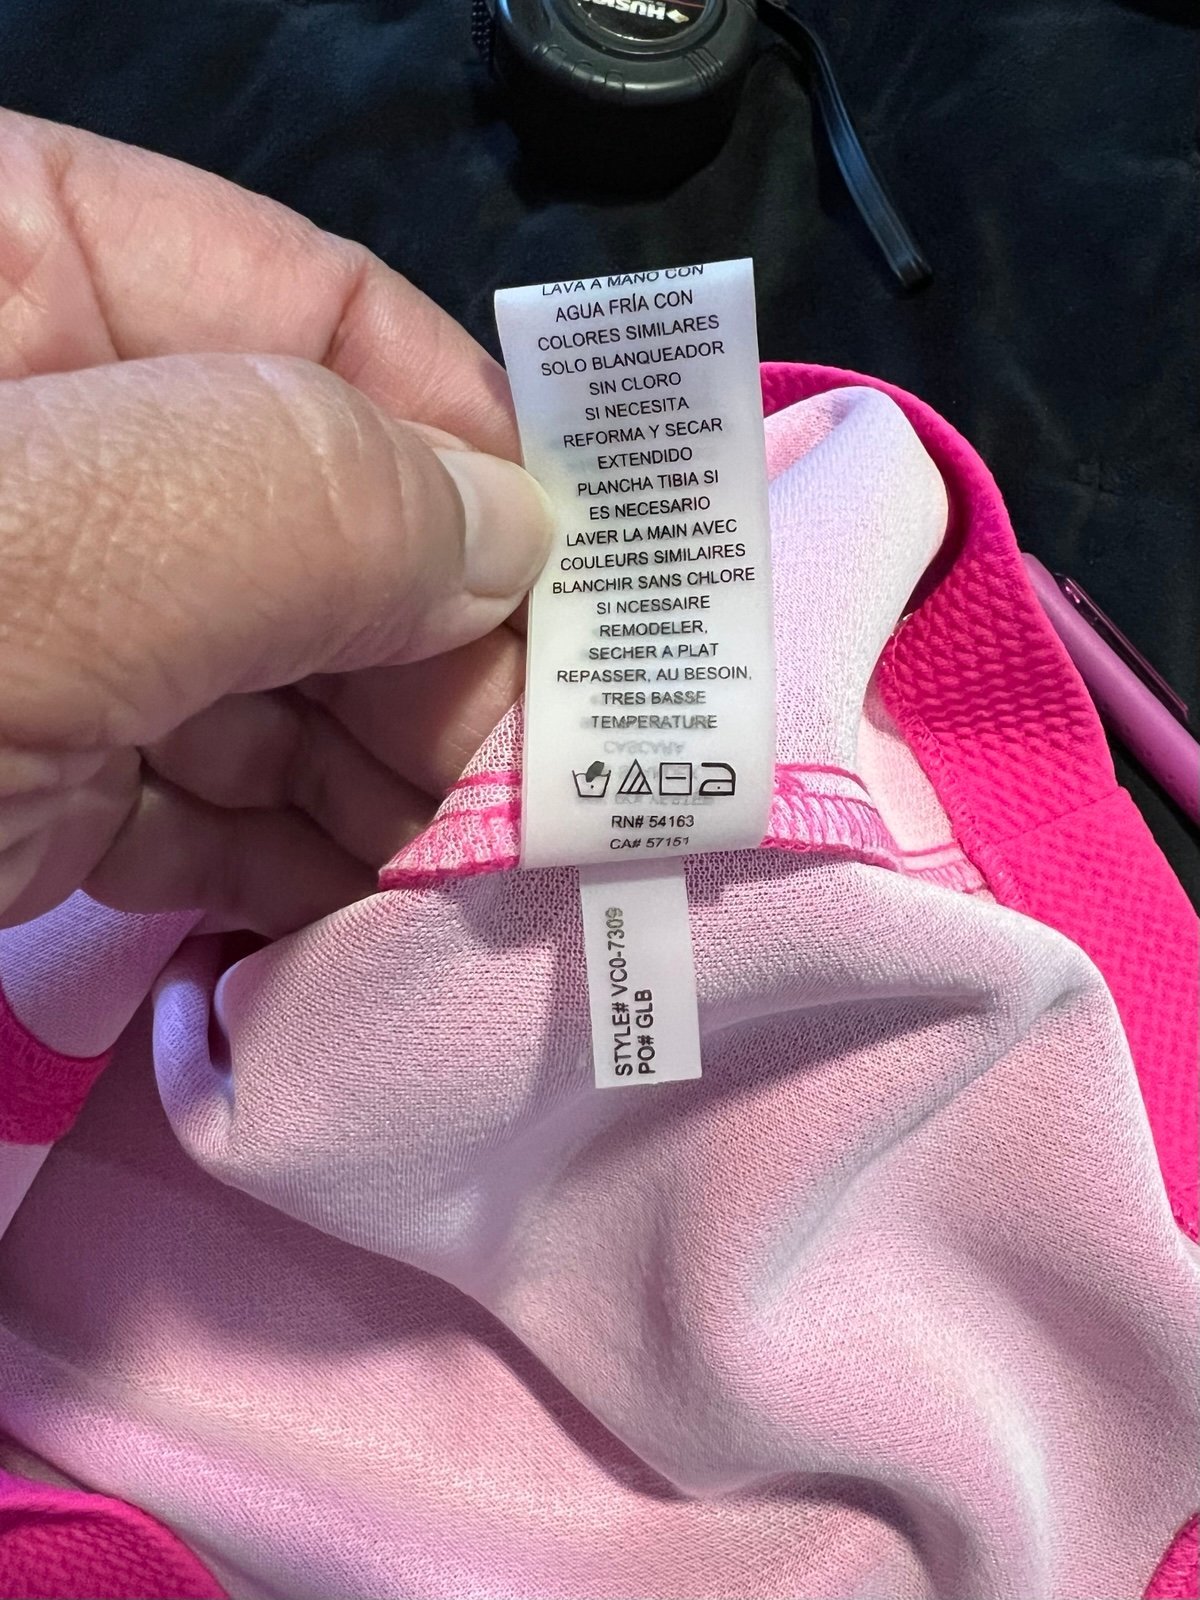 HUSKY
LAVA A MANO CON
AGUA FRÍA CON
COLORES SIMILARES
SOLO BLANQUEADOR
SIN CLORO
SI NECESITA
REFORMA Y SECAR
EXTENDIDO
PLANCHA TIBIA SI
ES NECESARIO
LAVER LA MAIN AVEC
COULEURS SIMILAIRES
BLANCHIR SANS CHLORE
SI NCESSAIRE
REMODELER,
SECHER A PLAT
REPASSER, AU BESOIN,
TRES BASSE
TEMPERATURE
RN# 54163
CA# 57151
STYLE# VC0-7309
PO# GLB